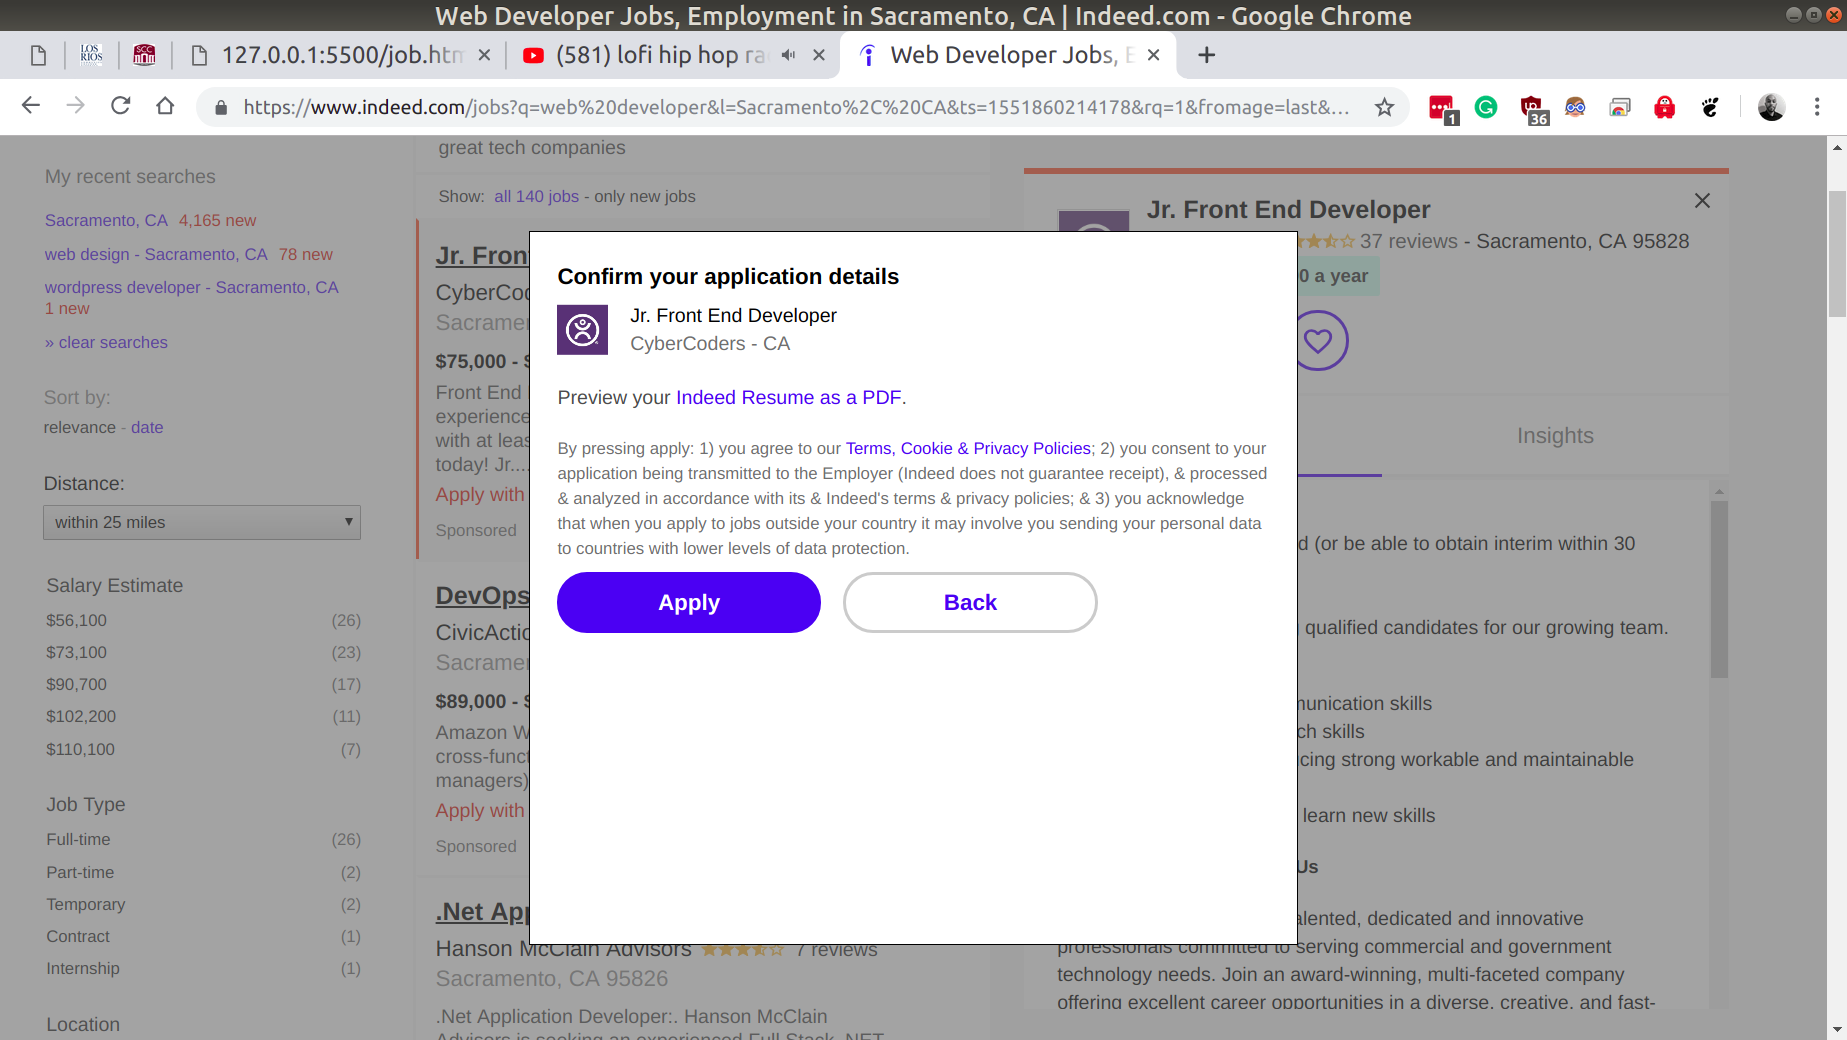 Web Developer Jobs, Employment in Sacramento, CA | Indeed.com - Google Chrome
LOS RIOS
SCC
127.0.0.1:5500/job.htm
(581) lofi hip hop ra
Web Developer Jobs, E
https://www.indeed.com/jobs?q=web%20developer&l=Sacramento%2C%20CA&ts=1551860214178&rq=1&fromage=last&...
1
36
My recent searches
Sacramento, CA 4,165 new
web design - Sacramento, CA 78 new
wordpress developer - Sacramento, CA
1 new
» clear searches
Sort by:
relevance - date
Distance:
within 25 miles
Salary Estimate
$56,100 (26)
$73,100 (23)
$90,700 (17)
$102,200 (11)
$110,100 (7)
Job Type
Full-time (26)
Part-time (2)
Temporary (2)
Contract (1)
Internship (1)
Location
great tech companies
Show: all 140 jobs - only new jobs
Jr. Fron
CyberCo
Sacrame
$75,000 -
Front End
experience
with at leas
today! Jr....
Apply with
Sponsored
DevOps
CivicActio
Sacrame
$89,000 -
Amazon W
cross-funct
managers)
Apply with
Sponsored
.Net App
Hanson McClain Advisors 7 reviews
Sacramento, CA 95826
.Net Application Developer:. Hanson McClain
Advisors is seeking an experienced Full Stack .NET
Confirm your application details
Jr. Front End Developer
CyberCoders - CA
Preview your Indeed Resume as a PDF.
By pressing apply: 1) you agree to our Terms, Cookie & Privacy Policies; 2) you consent to your
application being transmitted to the Employer (Indeed does not guarantee receipt), & processed
& analyzed in accordance with its & Indeed's terms & privacy policies; & 3) you acknowledge
that when you apply to jobs outside your country it may involve you sending your personal data
to countries with lower levels of data protection.
Apply
Back
Jr. Front End Developer
37 reviews - Sacramento, CA 95828
0 a year
Insights
d (or be able to obtain interim within 30
qualified candidates for our growing team.
munication skills
ch skills
cing strong workable and maintainable
learn new skills
Us
alented, dedicated and innovative
professionals committed to serving commercial and government
technology needs. Join an award-winning, multi-faceted company
offering excellent career opportunities in a diverse, creative, and fast-